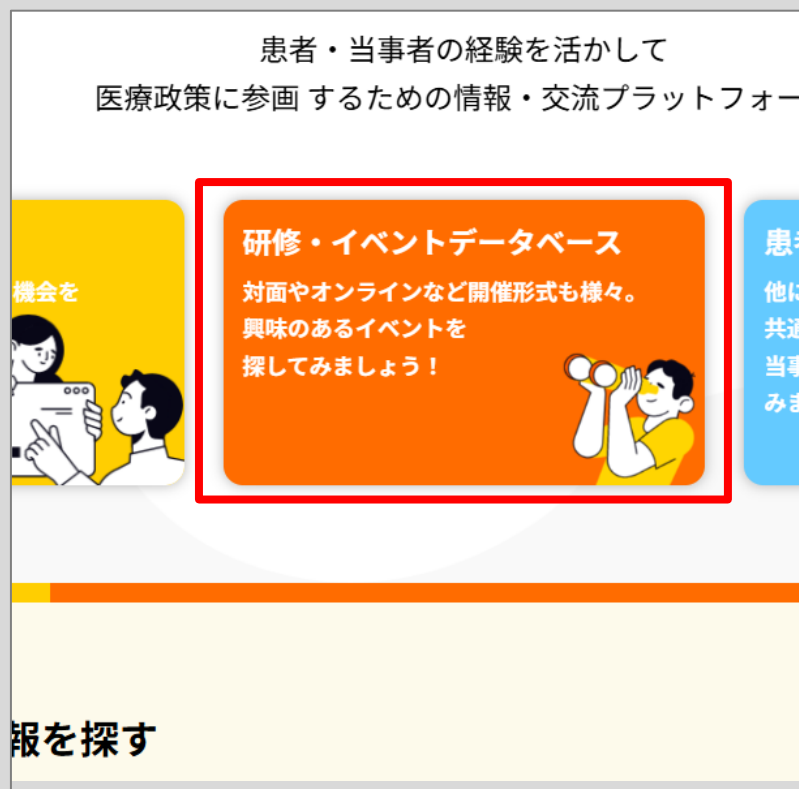 患者・当事者の経験を活かして
医療政策に参画 するための情報・交流プラットフォー
機会を
研修・イベントデータベース
対面やオンラインなど開催形式も様々。
興味のあるイベントを
探してみましょう！
患
他に
共通
当事
みま
報を探す